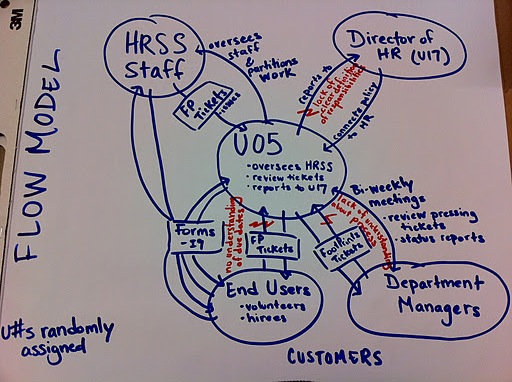 3M
FLOW MODEL
HRSS
Staff
oversees
staff
&
partitions
work
FP
Tickets
issues
Director of
HR (U17)
reports to
lack of
clear definition
of responsibilities
connects policy
to HR
U05
• oversees HRSS
• review tickets
• reports to U17
Bi-weekly
meetings
• review pressing
tickets
• status reports
lack of understanding
about process
Forms
-I9
no understanding
of due dates
FP
Tickets
Footprints
Tickets
End Users
• volunteers
• hirees
Department
Managers
U#s randomly
assigned
CUSTOMERS